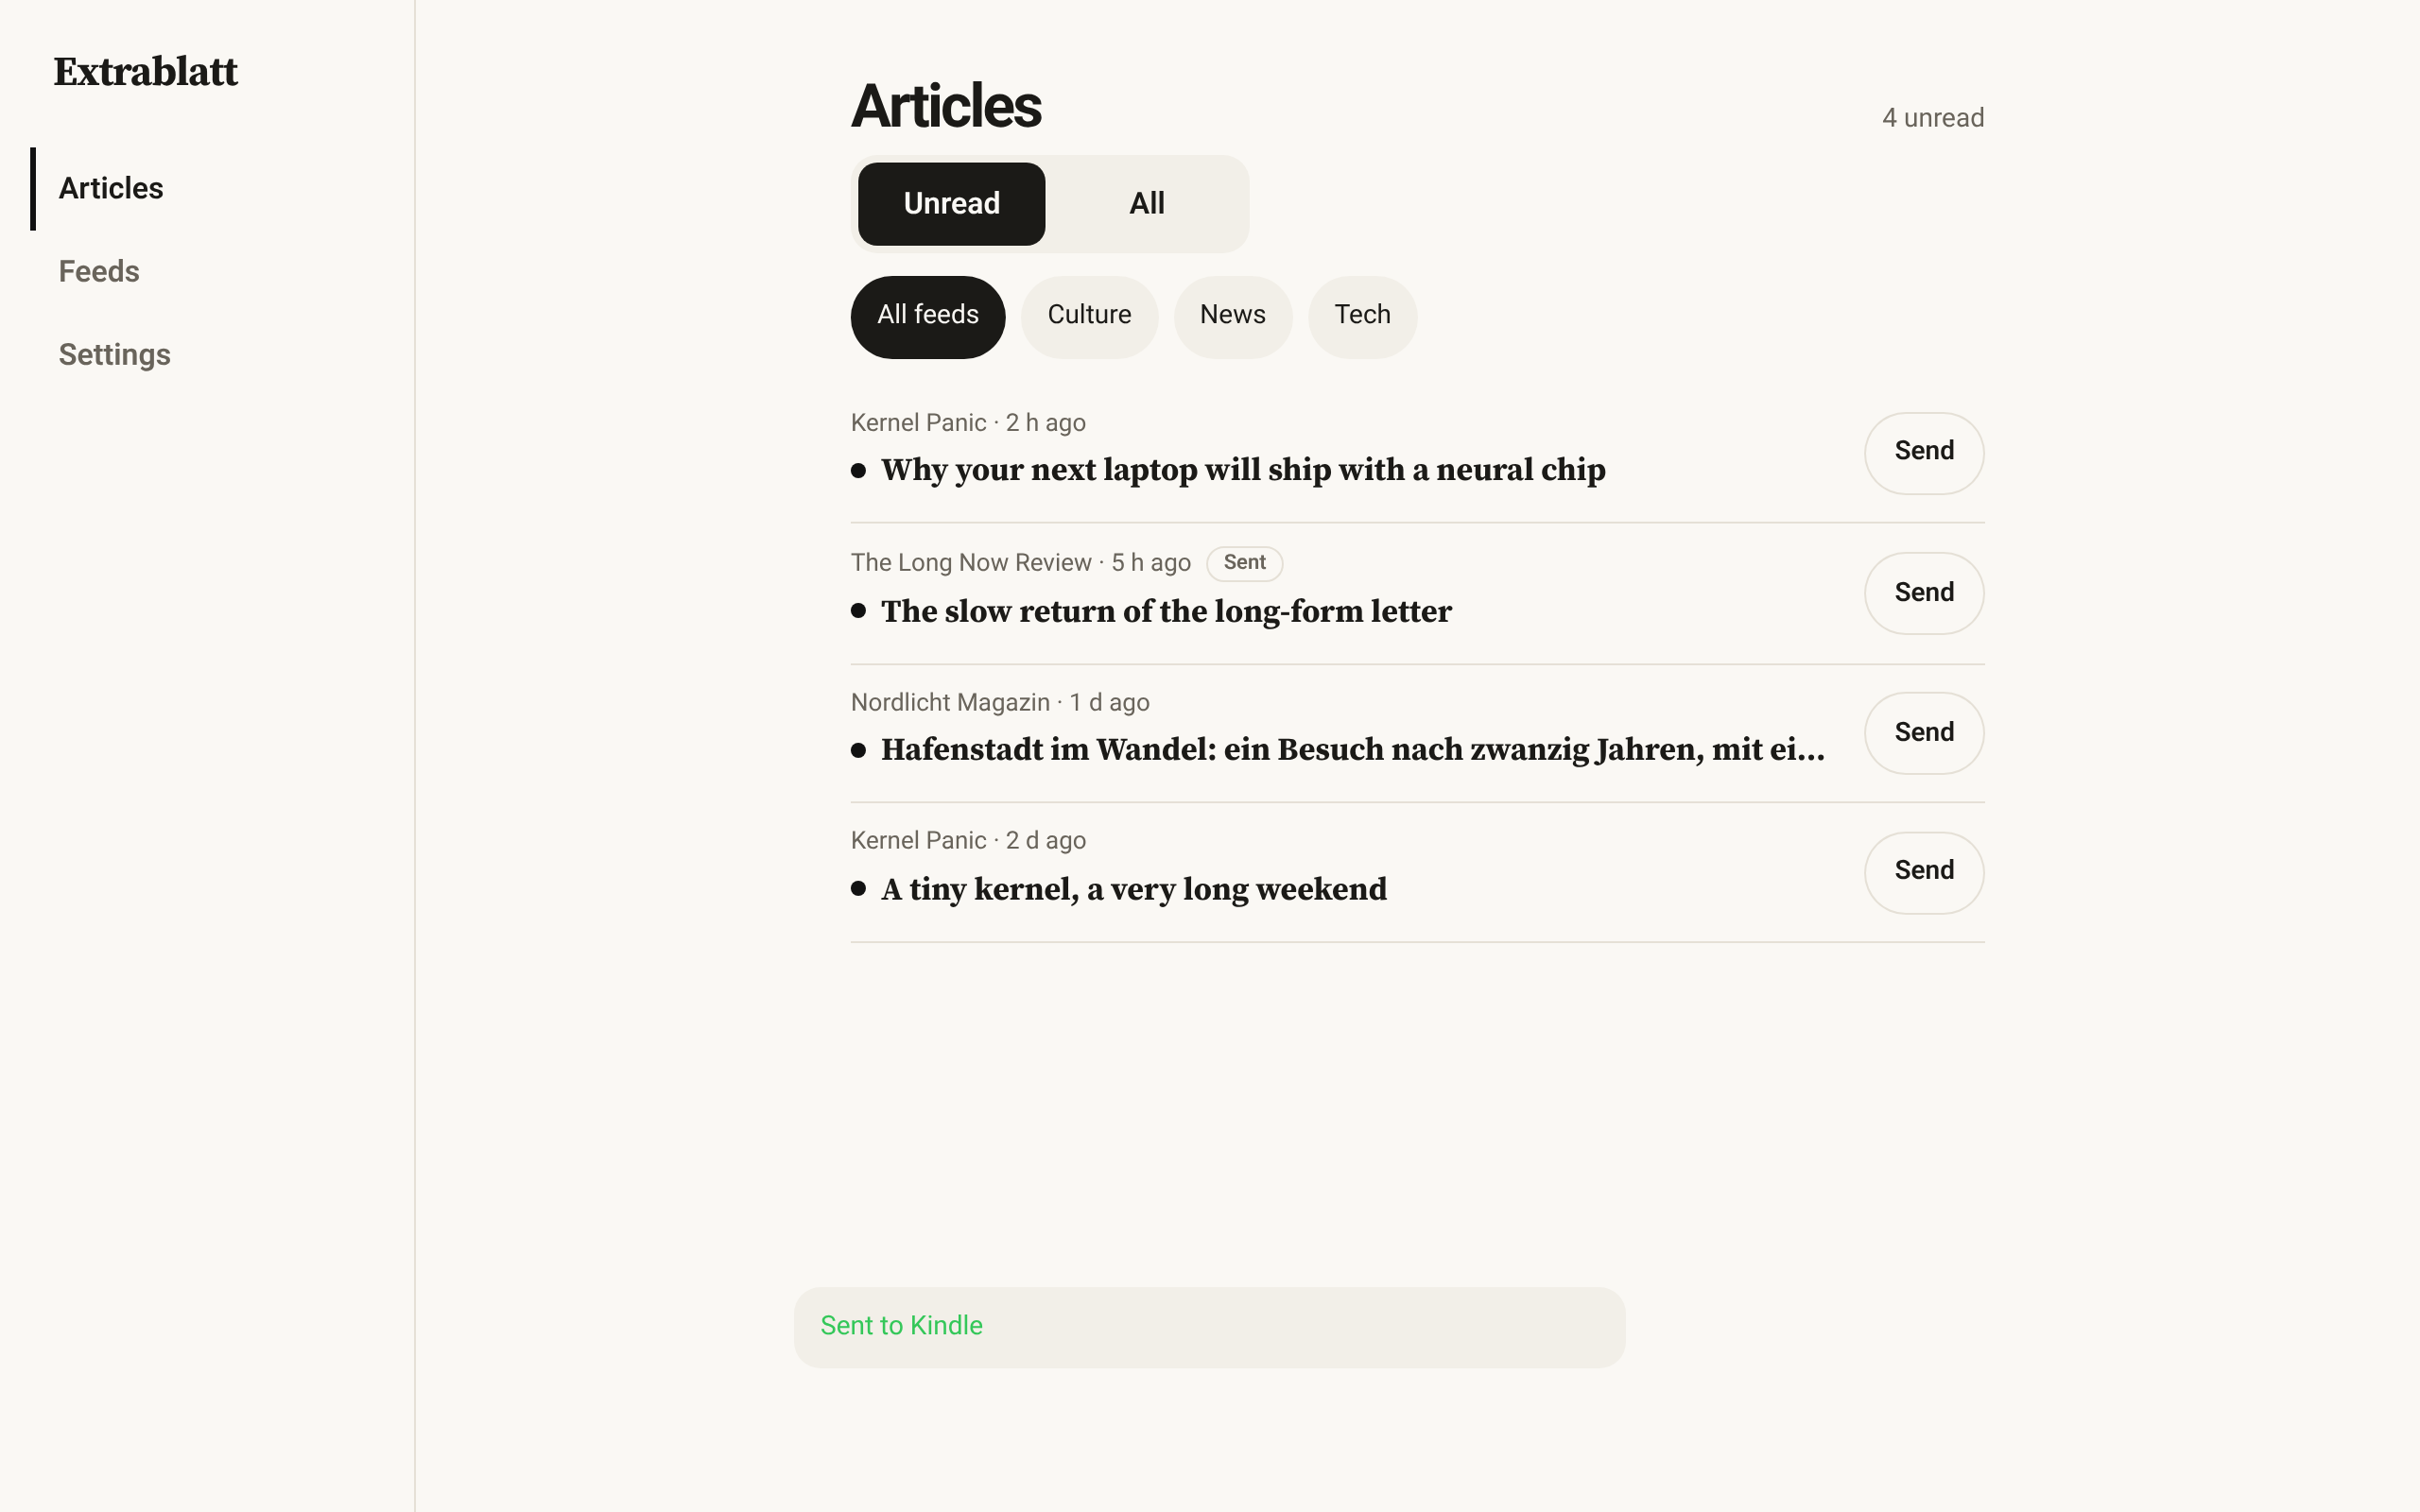 Extrablatt
Articles
Feeds
Settings
Articles
4 unread
Unread
All
All feeds
Culture
News
Tech
Kernel Panic · 2 h ago
Why your next laptop will ship with a neural chip
Send
The Long Now Review · 5 h ago
Sent
The slow return of the long-form letter
Send
Nordlicht Magazin · 1 d ago
Hafenstadt im Wandel: ein Besuch nach zwanzig Jahren, mit ei...
Send
Kernel Panic · 2 d ago
A tiny kernel, a very long weekend
Send
Sent to Kindle